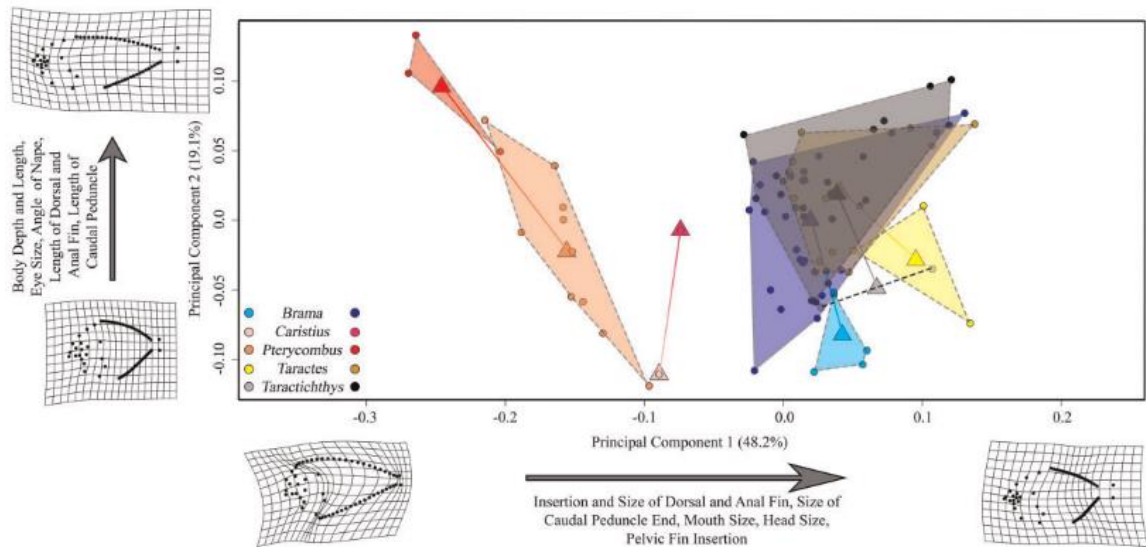 Body Depth and Length,
Eye Size, Angle of Nape,
Length of Dorsal and
Anal Fin, Length of
Caudal Peduncle
Principal Component 2 (19.1%)
0.10
0.05
0.0
-0.05
-0.10
Brama
Caristius
Pterycombus
Taractes
Taractichthys
-0.3
-0.2
-0.1
0.0
0.1
0.2
Principal Component 1 (48.2%)
Insertion and Size of Dorsal and Anal Fin, Size of
Caudal Peduncle End, Mouth Size, Head Size,
Pelvic Fin Insertion